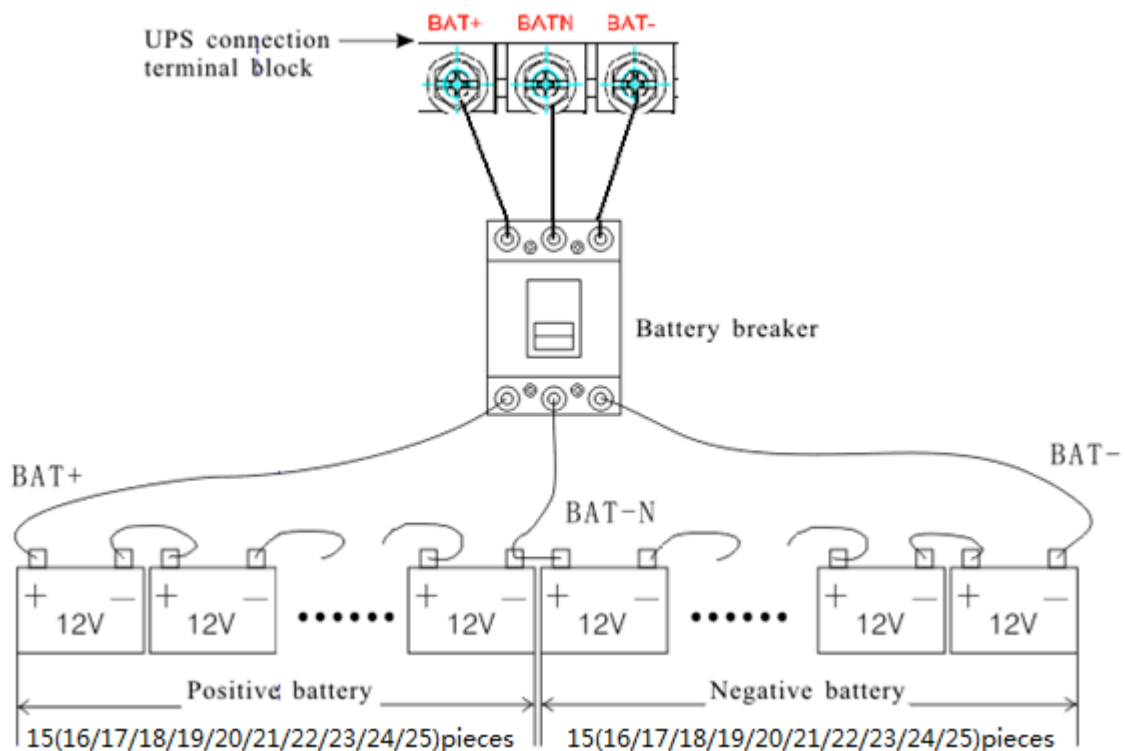 BAT+ BATN BAT-
UPS connection
terminal block
Battery breaker
BAT+
BAT-
BAT-N
+ — + — + — + — + — + —
12V 12V 12V 12V 12V 12V
Positive battery
Negative battery
15(16/17/18/19/20/21/22/23/24/25)pieces
15(16/17/18/19/20/21/22/23/24/25)pieces